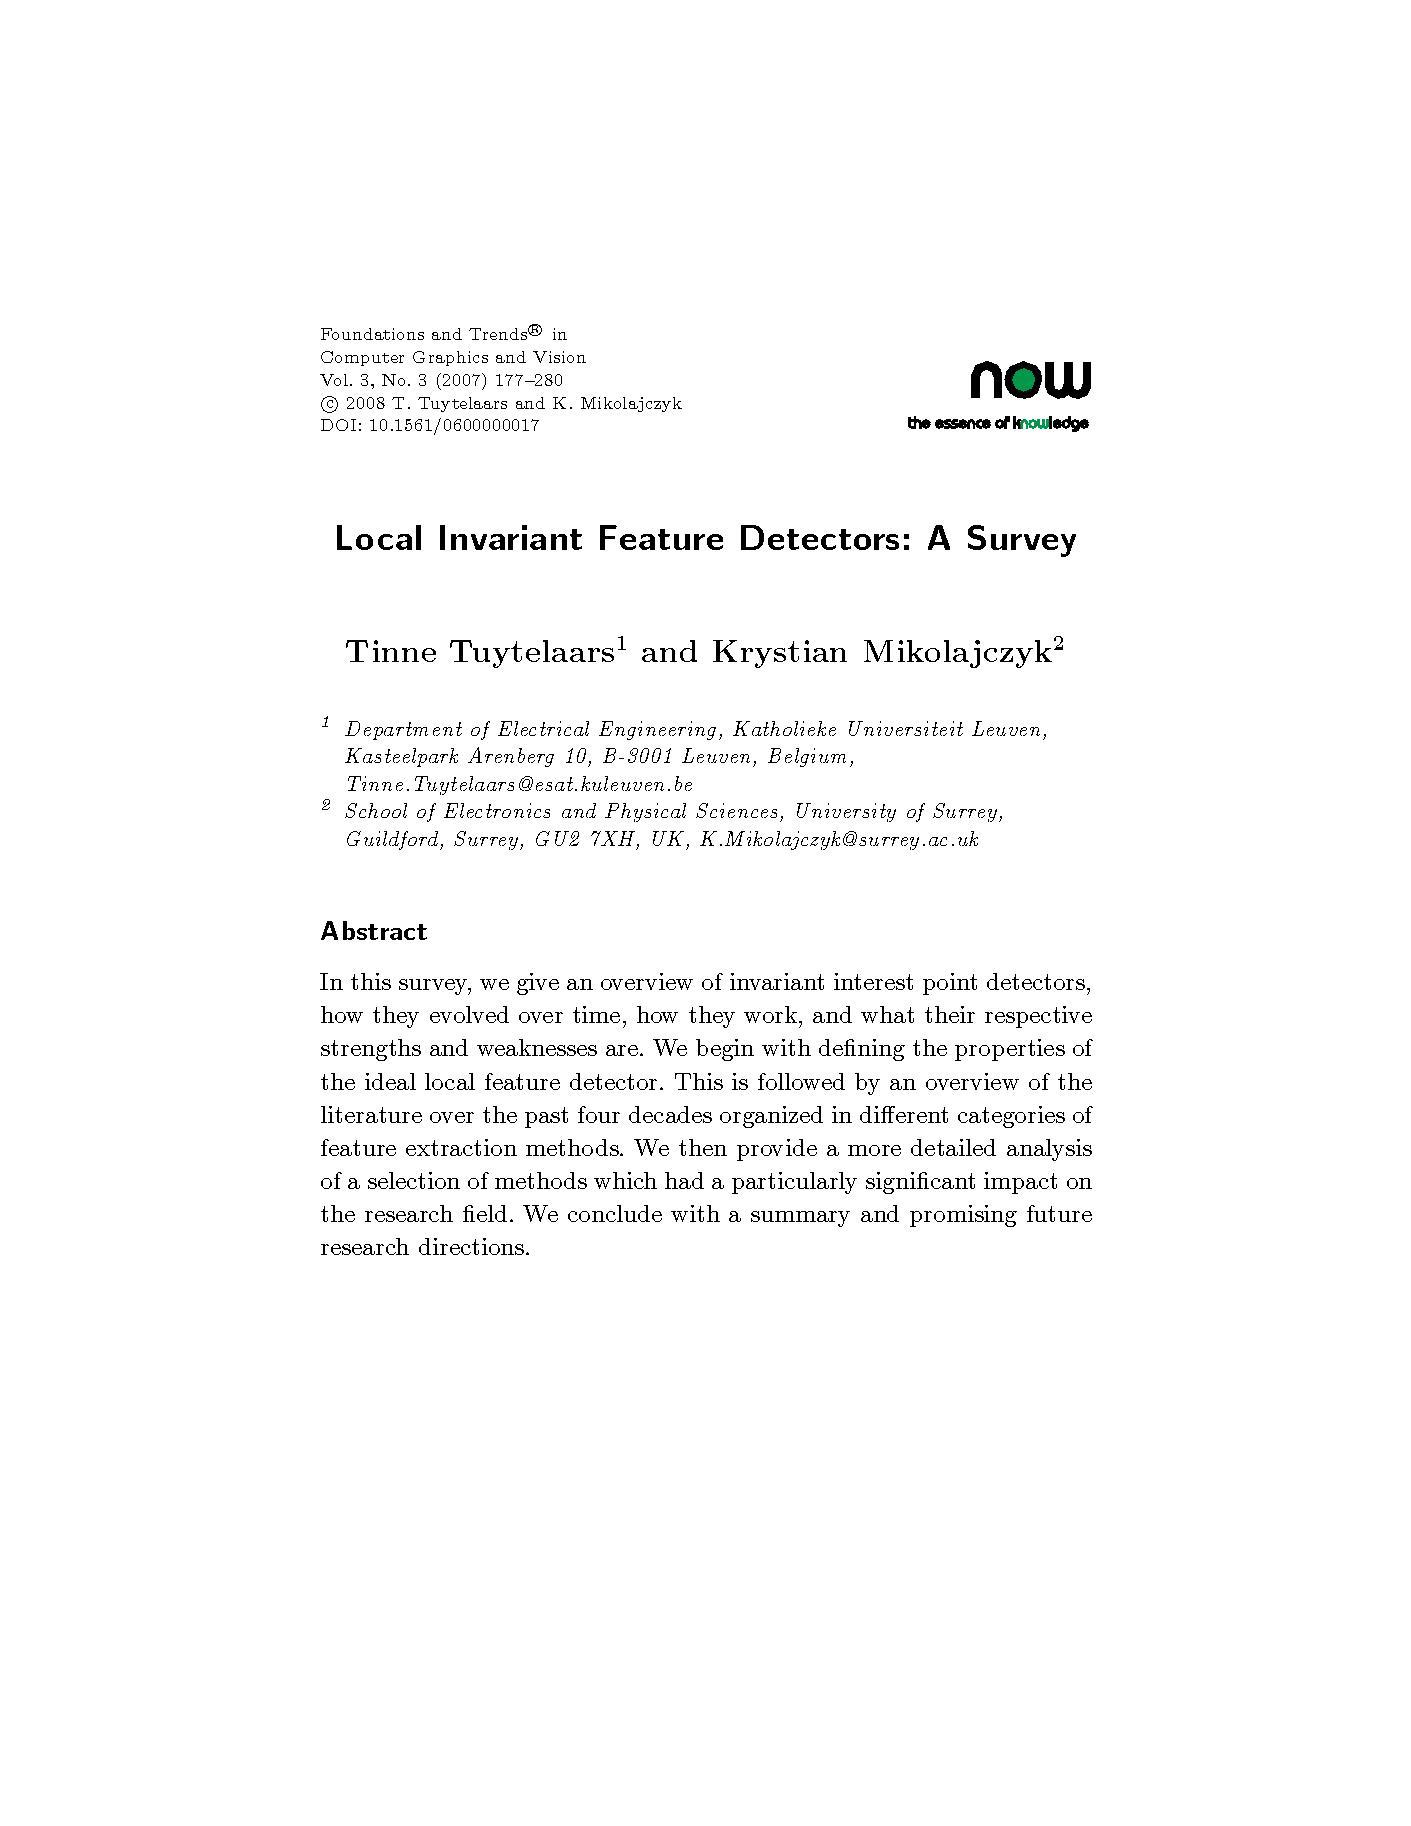 Foundations and Trends® in
Computer Graphics and Vision
Vol. 3, No. 3 (2007) 177–280
© 2008 T. Tuytelaars and K. Mikolajczyk
DOI: 10.1561/0600000017
now
the essence of knowledge
Local Invariant Feature Detectors: A Survey
Tinne Tuytelaars¹ and Krystian Mikolajczyk²
¹ Department of Electrical Engineering, Katholieke Universiteit Leuven,
Kasteelpark Arenberg 10, B-3001 Leuven, Belgium,
Tinne.Tuytelaars@esat.kuleuven.be
² School of Electronics and Physical Sciences, University of Surrey,
Guildford, Surrey, GU2 7XH, UK, K.Mikolajczyk@surrey.ac.uk
Abstract
In this survey, we give an overview of invariant interest point detectors,
how they evolved over time, how they work, and what their respective
strengths and weaknesses are. We begin with defining the properties of
the ideal local feature detector. This is followed by an overview of the
literature over the past four decades organized in different categories of
feature extraction methods. We then provide a more detailed analysis
of a selection of methods which had a particularly significant impact on
the research field. We conclude with a summary and promising future
research directions.